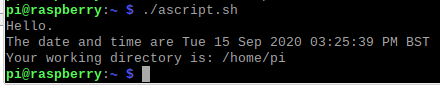 pi@raspberry:~ $ ./ascript.sh
Hello.
The date and time are Tue 15 Sep 2020 03:25:39 PM BST
Your working directory is: /home/pi
pi@raspberry:~ $